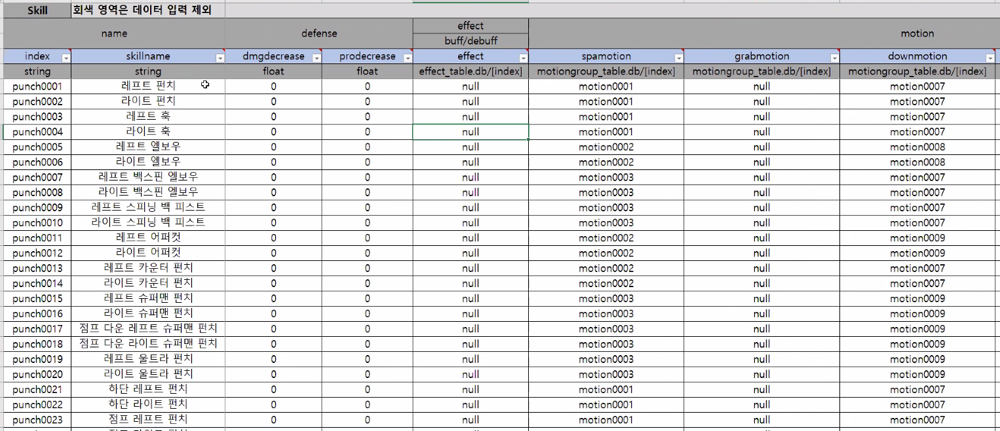 Skill 회색 영역은 데이터 입력 제외
name defense effect motion
buff/debuff
index skillname dmgdecrease prodecrease effect spamotion grabmotion downmotion
string string float float effect_table.db/[index] motiongroup_table.db/[index] motiongroup_table.db/[index] motiongroup_table.db/[index]
punch0001 레프트 펀치 0 0 null motion0001 null motion0007
punch0002 라이트 펀치 0 0 null motion0001 null motion0007
punch0003 레프트 훅 0 0 null motion0001 null motion0007
punch0004 라이트 훅 0 0 null motion0001 null motion0007
punch0005 레프트 엘보우 0 0 null motion0002 null motion0008
punch0006 라이트 엘보우 0 0 null motion0002 null motion0008
punch0007 레프트 백스핀 엘보우 0 0 null motion0003 null motion0007
punch0008 라이트 백스핀 엘보우 0 0 null motion0003 null motion0007
punch0009 레프트 스피닝 백 피스트 0 0 null motion0003 null motion0007
punch0010 라이트 스피닝 백 피스트 0 0 null motion0003 null motion0007
punch0011 레프트 어퍼컷 0 0 null motion0002 null motion0009
punch0012 라이트 어퍼컷 0 0 null motion0002 null motion0009
punch0013 레프트 카운터 펀치 0 0 null motion0002 null motion0007
punch0014 라이트 카운터 펀치 0 0 null motion0002 null motion0007
punch0015 레프트 슈퍼맨 펀치 0 0 null motion0003 null motion0009
punch0016 라이트 슈퍼맨 펀치 0 0 null motion0003 null motion0009
punch0017 점프 다운 레프트 슈퍼맨 펀치 0 0 null motion0003 null motion0009
punch0018 점프 다운 라이트 슈퍼맨 펀치 0 0 null motion0003 null motion0009
punch0019 레프트 울트라 펀치 0 0 null motion0003 null motion0009
punch0020 라이트 울트라 펀치 0 0 null motion0003 null motion0009
punch0021 하단 레프트 펀치 0 0 null motion0001 null motion0007
punch0022 하단 라이트 펀치 0 0 null motion0001 null motion0007
punch0023 점프 레프트 펀치 0 0 null motion0001 null motion0007